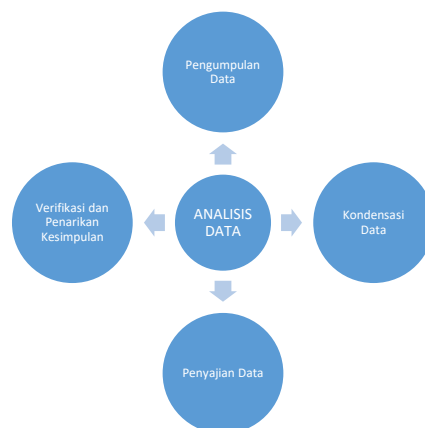 Pengumpulan
Data
Verifikasi dan
Penarikan
Kesimpulan
ANALISIS
DATA
Kondensasi
Data
Penyajian Data